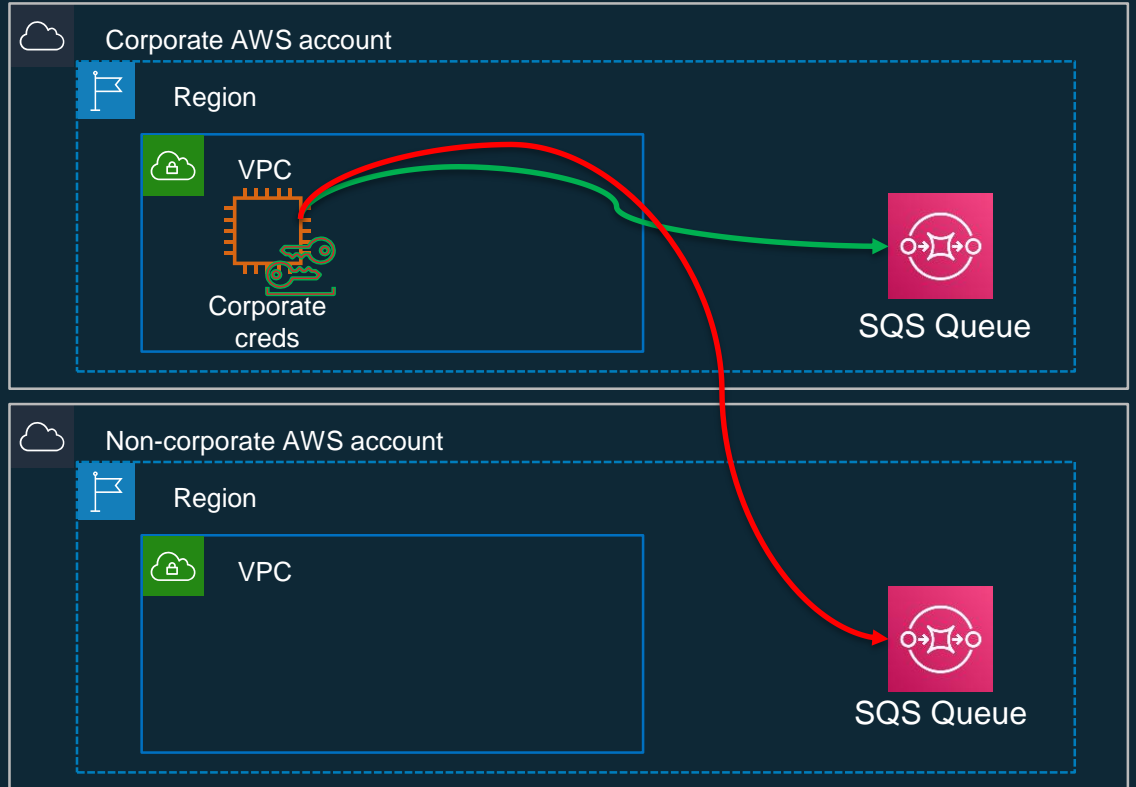 Corporate AWS account
Region
VPC
Corporate
creds
SQS Queue
Non-corporate AWS account
Region
VPC
SQS Queue